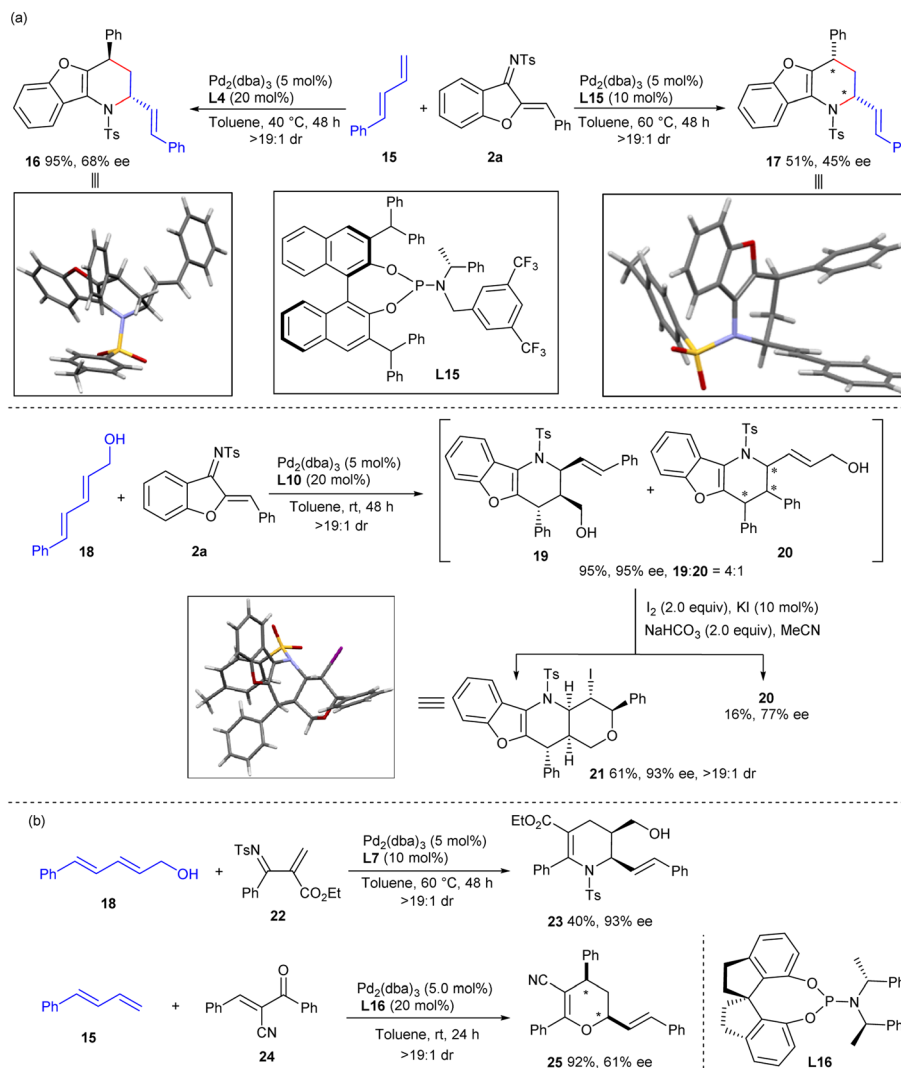 (a)
Ph
O
N
Ts
Ph
16 95%, 68% ee
Pd2(dba)3 (5 mol%)
L4 (20 mol%)
Toluene, 40 °C, 48 h
>19:1 dr
Ph
15
+
NTs
O
Ph
2a
Pd2(dba)3 (5 mol%)
L15 (10 mol%)
Toluene, 60 °C, 48 h
>19:1 dr
Ph
O
*
*
N
Ts
17 51%, 45% ee
Ph
Ph
O
P
N
O
Ph
CF3
CF3
Ph
Ph
L15
OH
Ph
18
+
NTs
O
Ph
2a
Pd2(dba)3 (5 mol%)
L10 (20 mol%)
Toluene, rt, 48 h
>19:1 dr
Ts
N
Ph
O
Ph
OH
19
+
Ts
N
OH
*
*
*
O
Ph
Ph
20
95%, 95% ee, 19:20 = 4:1
I2 (2.0 equiv), KI (10 mol%)
NaHCO3 (2.0 equiv), MeCN
Ts
H
I
N
Ph
O
O
Ph
H
21 61%, 93% ee, >19:1 dr
20
16%, 77% ee
(b)
Ph
OH
18
+
TsN
Ph
CO2Et
22
Pd2(dba)3 (5 mol%)
L7 (10 mol%)
Toluene, 60 °C, 48 h
>19:1 dr
EtO2C
OH
Ph
N
Ts
Ph
23 40%, 93% ee
Ph
15
+
Ph
O
Ph
CN
24
Pd2(dba)3 (5.0 mol%)
L16 (20 mol%)
Toluene, rt, 24 h
>19:1 dr
Ph
NC
*
*
Ph
O
Ph
25 92%, 61% ee
O
P
N
O
Ph
Ph
L16